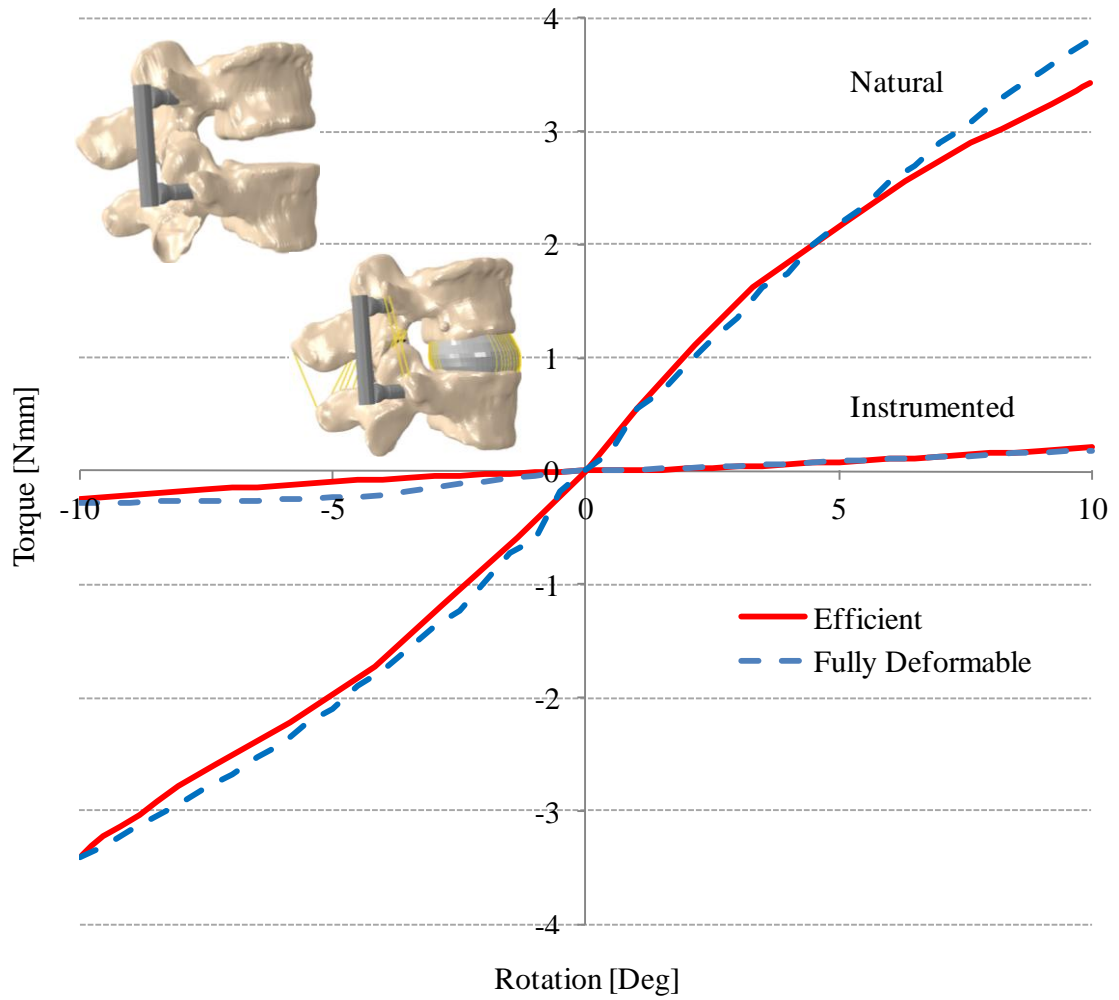 4
Natural
3
2
1
Instrumented
Torque [Nmm]
0
-10
-5
0
5
10
-1
Efficient
Fully Deformable
-2
-3
-4
Rotation [Deg]